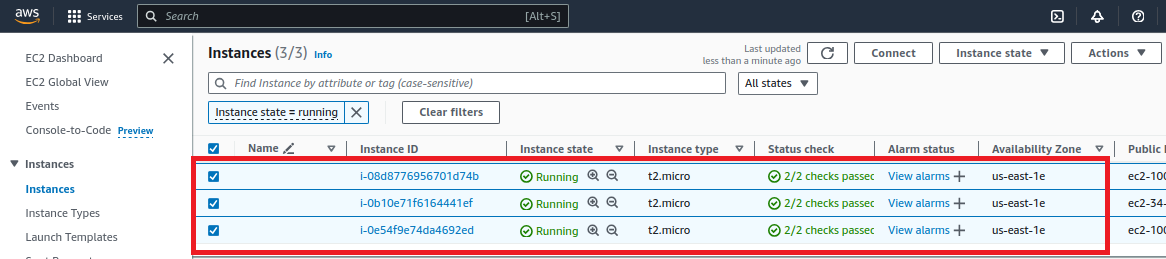 aws
Services
Search
[Alt+S]
EC2 Dashboard
EC2 Global View
Events
Console-to-Code Preview
Instances
Instances
Instance Types
Launch Templates
Instances (3/3) Info
Last updated
less than a minute ago
Connect
Instance state
Actions
Find Instance by attribute or tag (case-sensitive)
All states
Instance state = running
Clear filters
Name Instance ID Instance state Instance type Status check Alarm status Availability Zone Public
i-08d8776956701d74b Running t2.micro 2/2 checks passed View alarms us-east-1e ec2-100
i-0b10e71f6164441ef Running t2.micro 2/2 checks passed View alarms us-east-1e ec2-34-
i-0e54f9e74da4692ed Running t2.micro 2/2 checks passed View alarms us-east-1e ec2-100